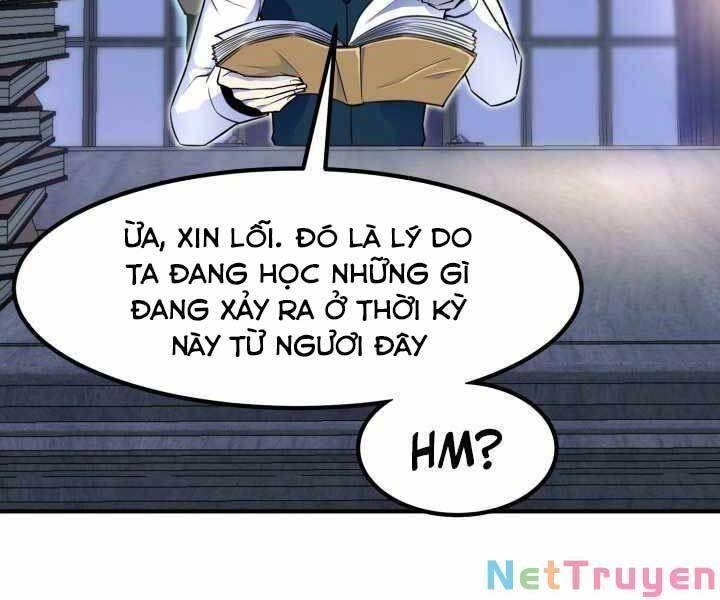 ỪA, XIN LỖI. ĐÓ LÀ LÝ DO
TA ĐANG HỌC NHỮNG GÌ
ĐANG XẢY RA Ở THỜI KỲ
NÀY TỪ NGƯƠI ĐÂY
HM?
NetTruyen